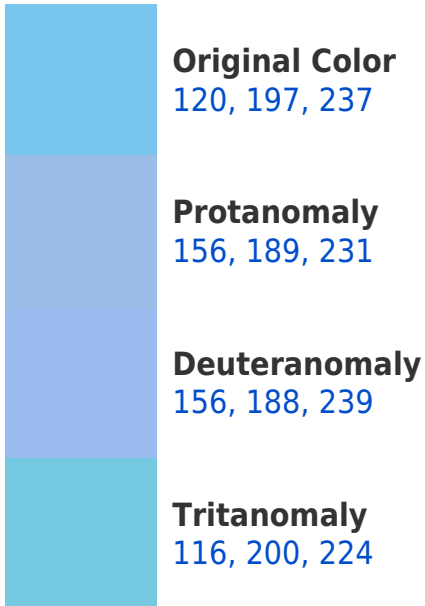 Original Color
120, 197, 237
Protanomaly
156, 189, 231
Deuteranomaly
156, 188, 239
Tritanomaly
116, 200, 224